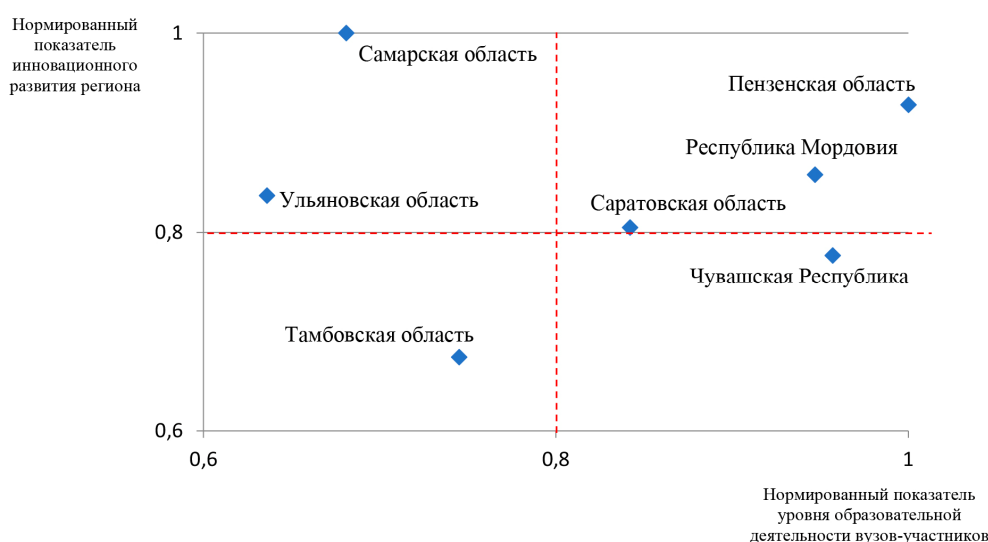 Нормированный
показатель
инновационного
развития региона
1
Самарская область
Пензенская область
Республика Мордовия
Ульяновская область
Саратовская область
0,8
Чувашская Республика
Тамбовская область
0,6
0,6
0,8
1
Нормированный показатель
уровня образовательной
деятельности вузов-участников